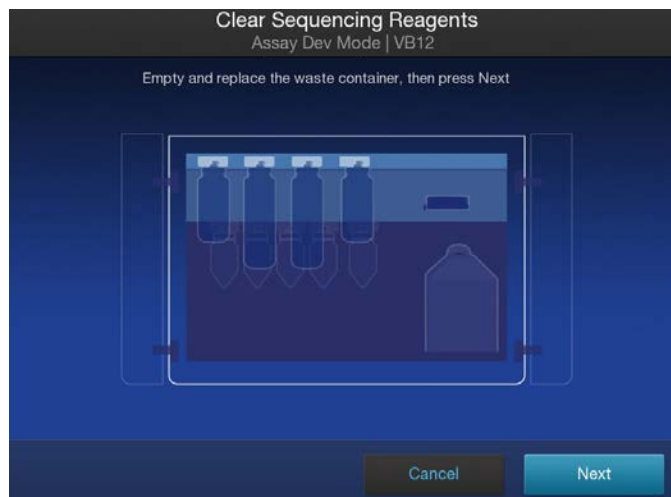 Clear Sequencing Reagents
Assay Dev Mode | VB12
Empty and replace the waste container, then press Next
Cancel
Next